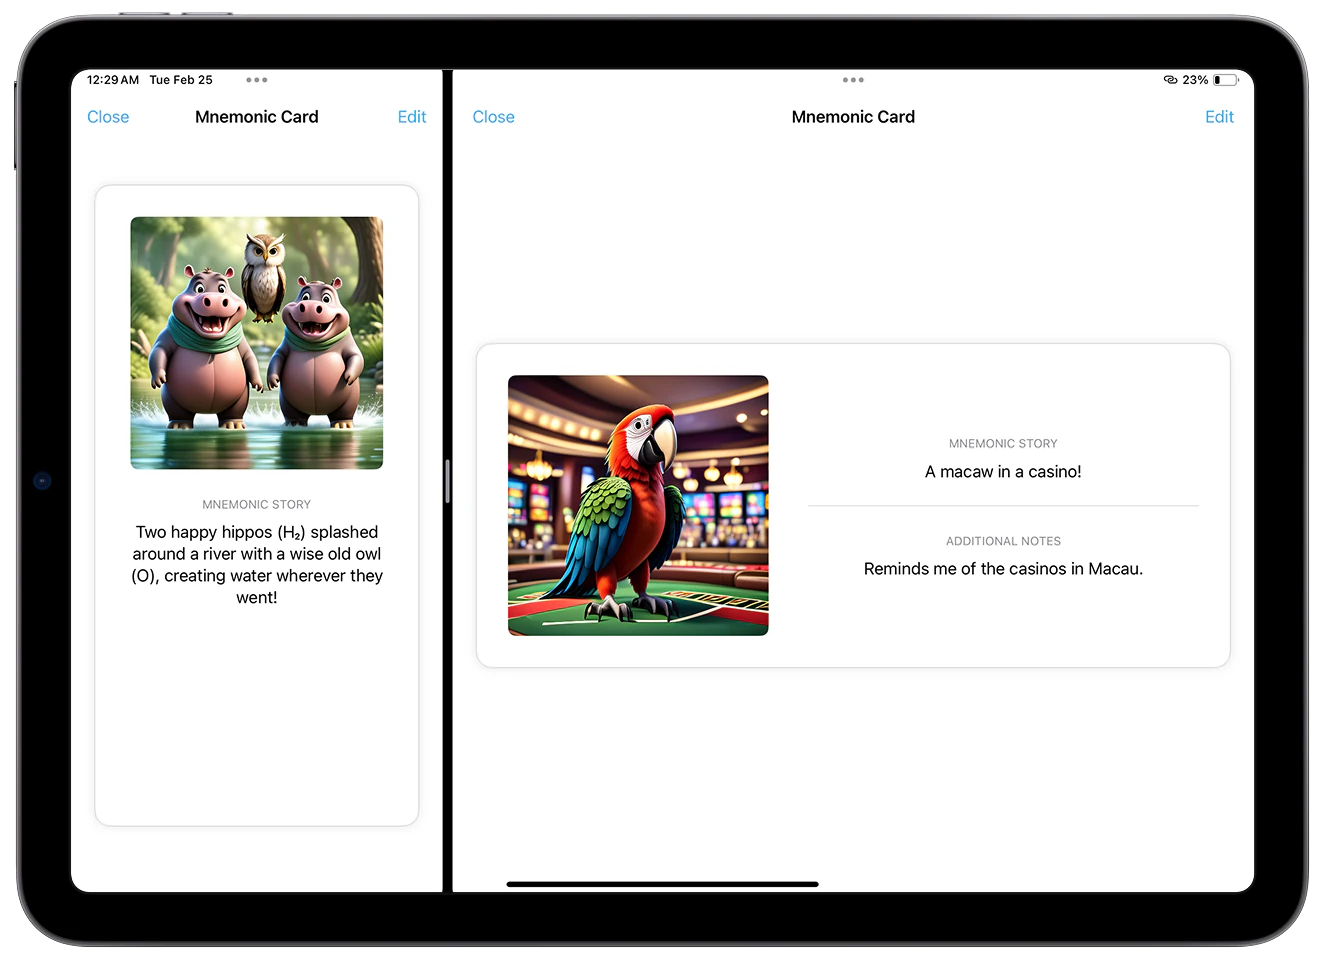 12:29 AM Tue Feb 25
Close Mnemonic Card Edit
MNEMONIC STORY
Two happy hippos (H₂) splashed
around a river with a wise old owl
(O), creating water wherever they
went!
23%
Close Mnemonic Card Edit
MNEMONIC STORY
A macaw in a casino!
ADDITIONAL NOTES
Reminds me of the casinos in Macau.